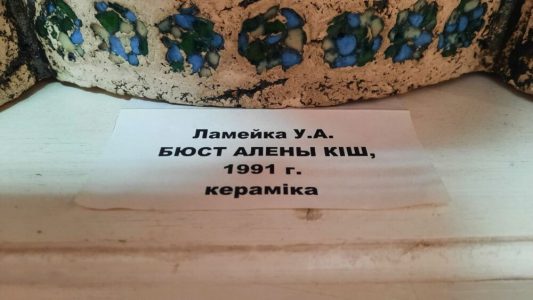 Ламейка У.А.
БЮСТ АЛЕНЫ КІШ,
1991 г.
кераміка